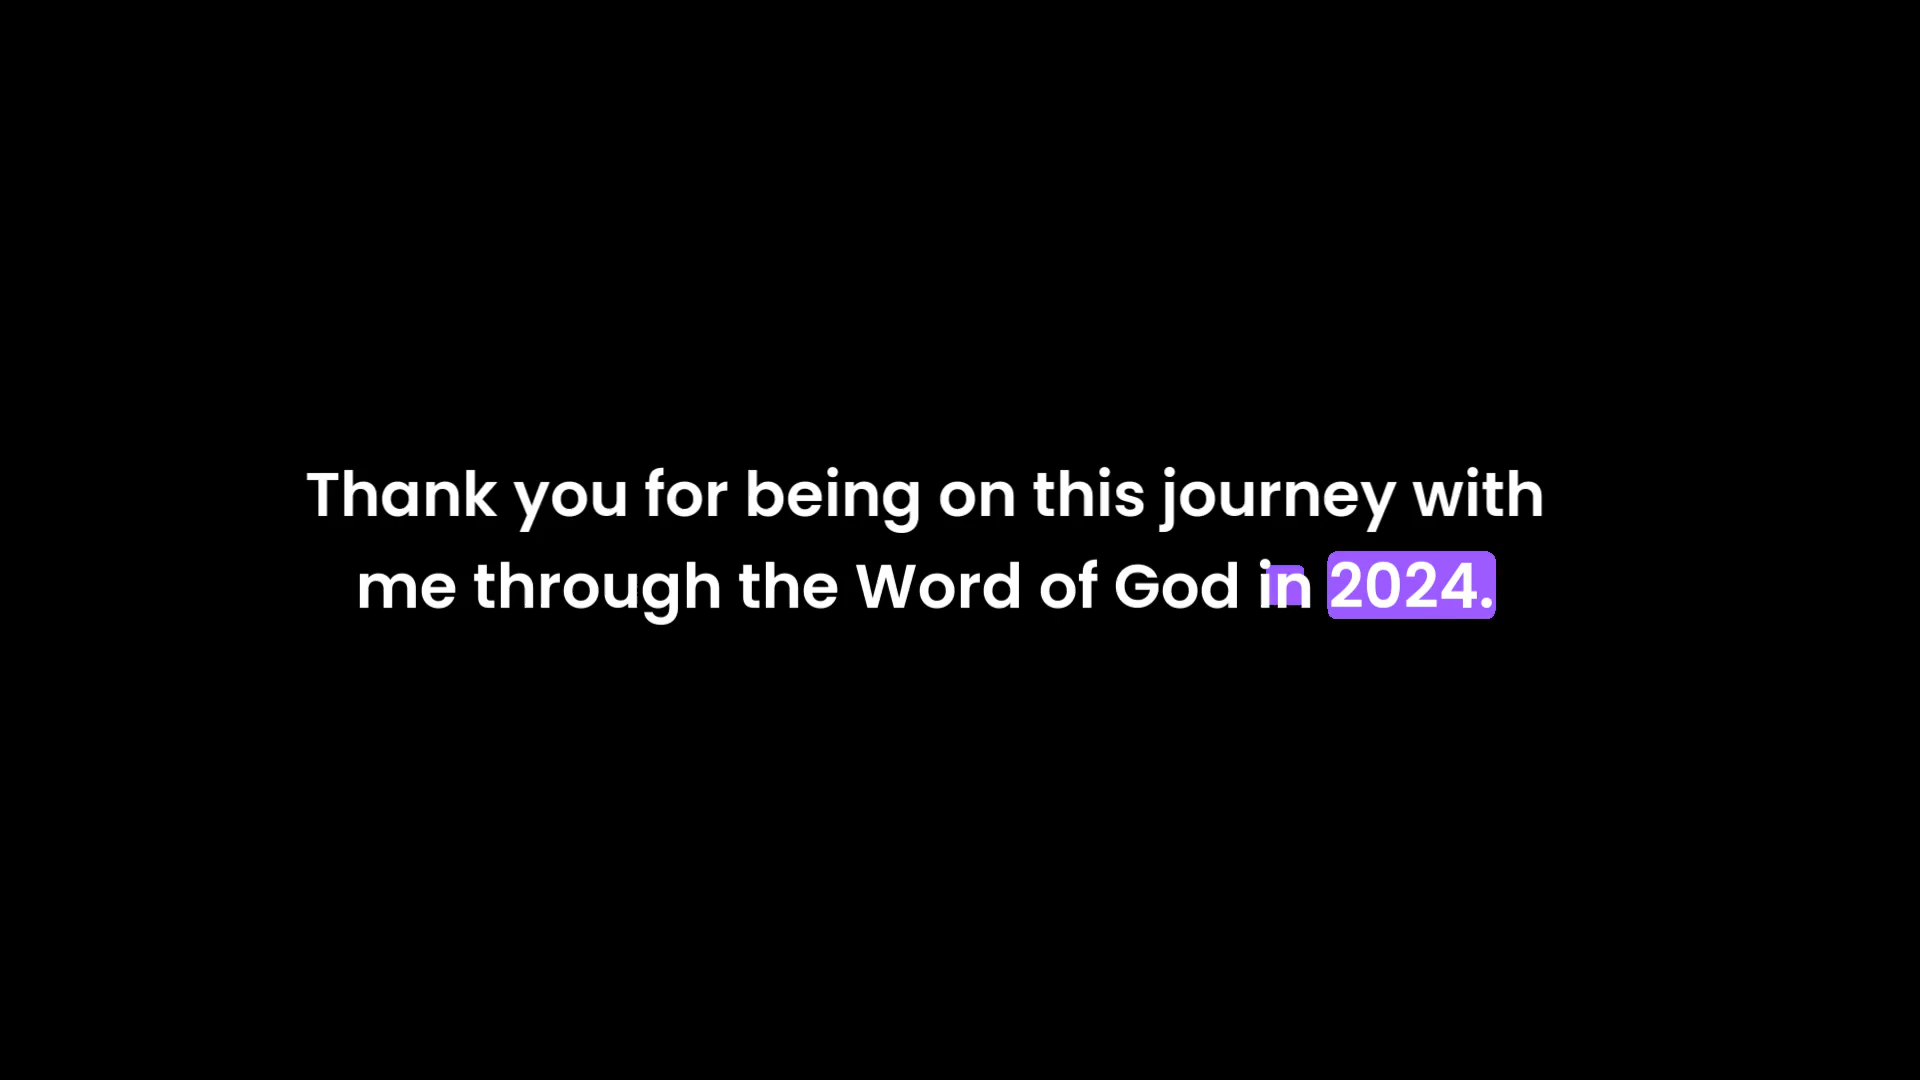 Thank you for being on this journey with
me through the Word of God in 2024.